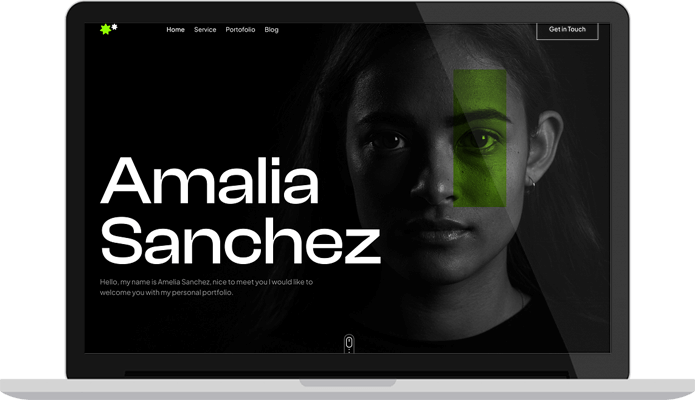 Home Service Portofolio Blog Get in Touch
Amalia
Sanchez
Hello, my name is Amelia Sanchez, nice to meet you I would like to
welcome you with my personal portfolio.